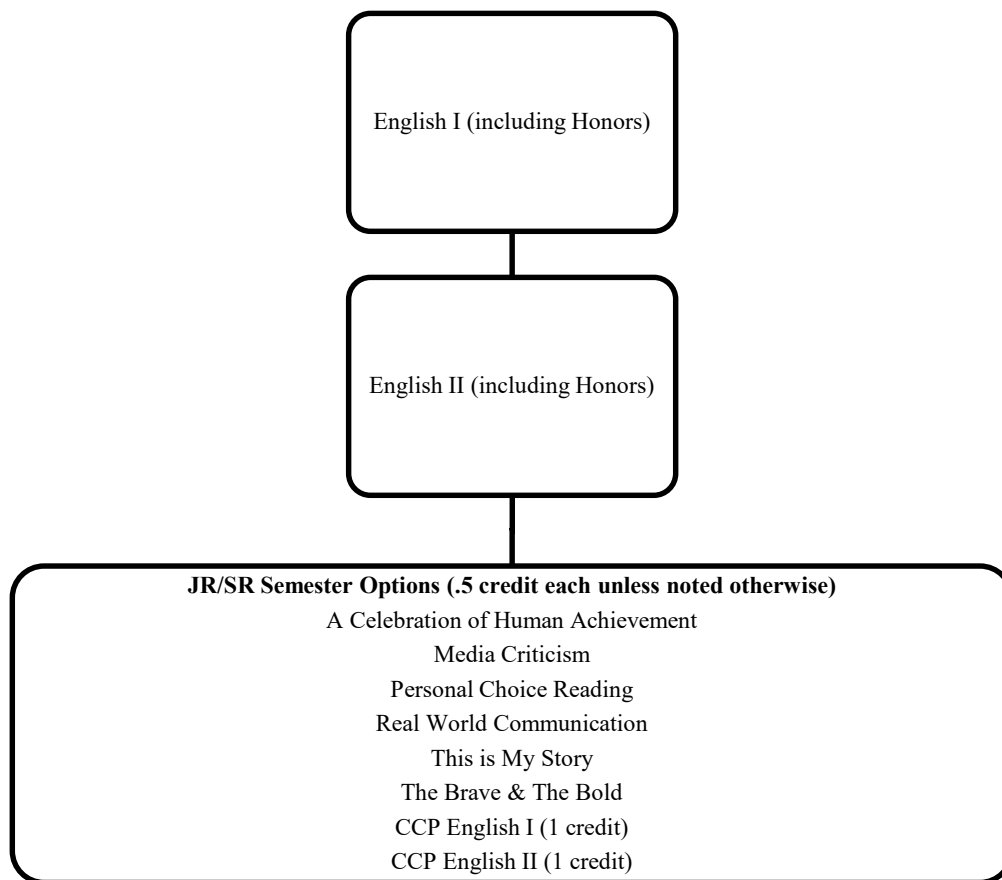 English I (including Honors)
English II (including Honors)
JR/SR Semester Options (.5 credit each unless noted otherwise)
A Celebration of Human Achievement
Media Criticism
Personal Choice Reading
Real World Communication
This is My Story
The Brave & The Bold
CCP English I (1 credit)
CCP English II (1 credit)